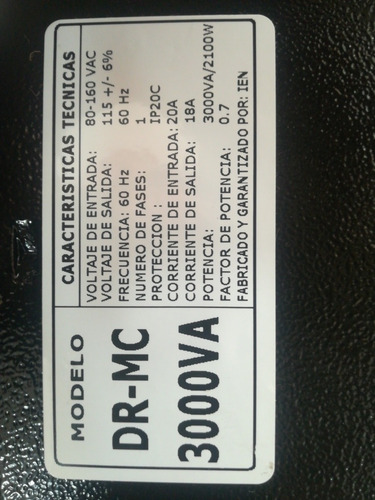 MODELO
DR-MC
3000VA
CARACTERISTICAS TECNICAS
VOLTAJE DE ENTRADA: 80-160 VAC
VOLTAJE DE SALIDA: 115 +/- 6%
FRECUENCIA: 60 Hz 60 Hz
NUMERO DE FASES: 1
PROTECCION : IP20C
CORRIENTE DE ENTRADA: 20A
CORRIENTE DE SALIDA: 18A
POTENCIA: 3000VA/2100W
FACTOR DE POTENCIA: 0.7
FABRICADO Y GARANTIZADO POR: IEN